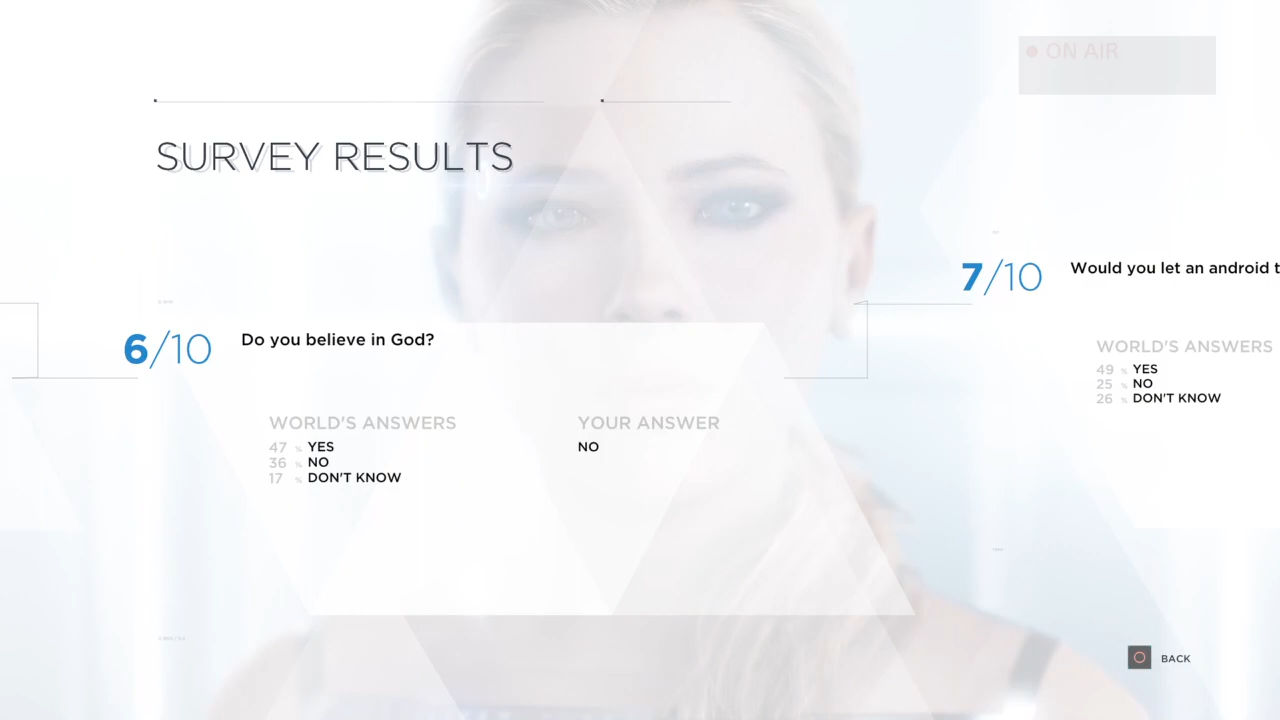 ON AIR
SURVEY RESULTS
6/10
Do you believe in God?
WORLD'S ANSWERS
47 % YES
36 % NO
17 % DON'T KNOW
YOUR ANSWER
NO
7/10
Would you let an android t
WORLD'S ANSWERS
49 % YES
25 % NO
26 % DON'T KNOW
BACK